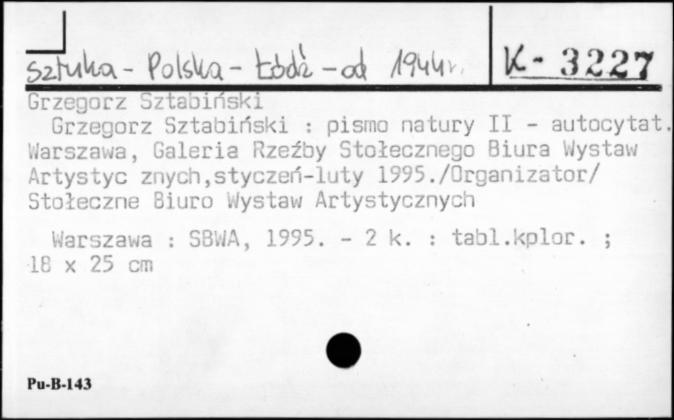 Sztuka - Polska - Łódź - od 1944r.
K- 3227
Grzegorz Sztabiński
Grzegorz Sztabiński : pismo natury II - autocytat.
Warszawa, Galeria Rzeźby Stołecznego Biura Wystaw
Artystyc znych,styczeń-luty 1995./Organizator/
Stołeczne Biuro Wystaw Artystycznych
Warszawa : SBWA, 1995. - 2 k. : tabl.kplor. ;
18 x 25 cm
Pu-B-143